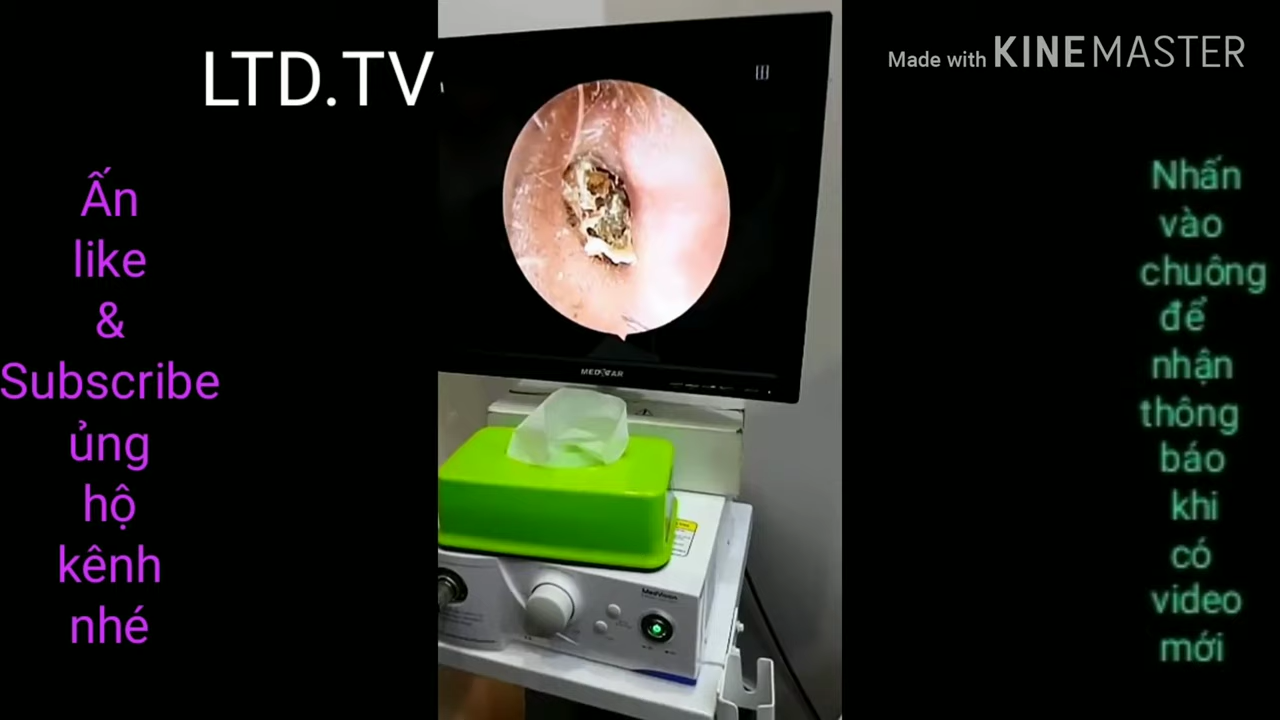 LTD.TV
Made with KINEMASTER
Ấn
like
&
Subscribe
ủng
hộ
kênh
nhé
Nhấn
vào
chuông
để
nhận
thông
báo
khi
có
video
mới
MedVision